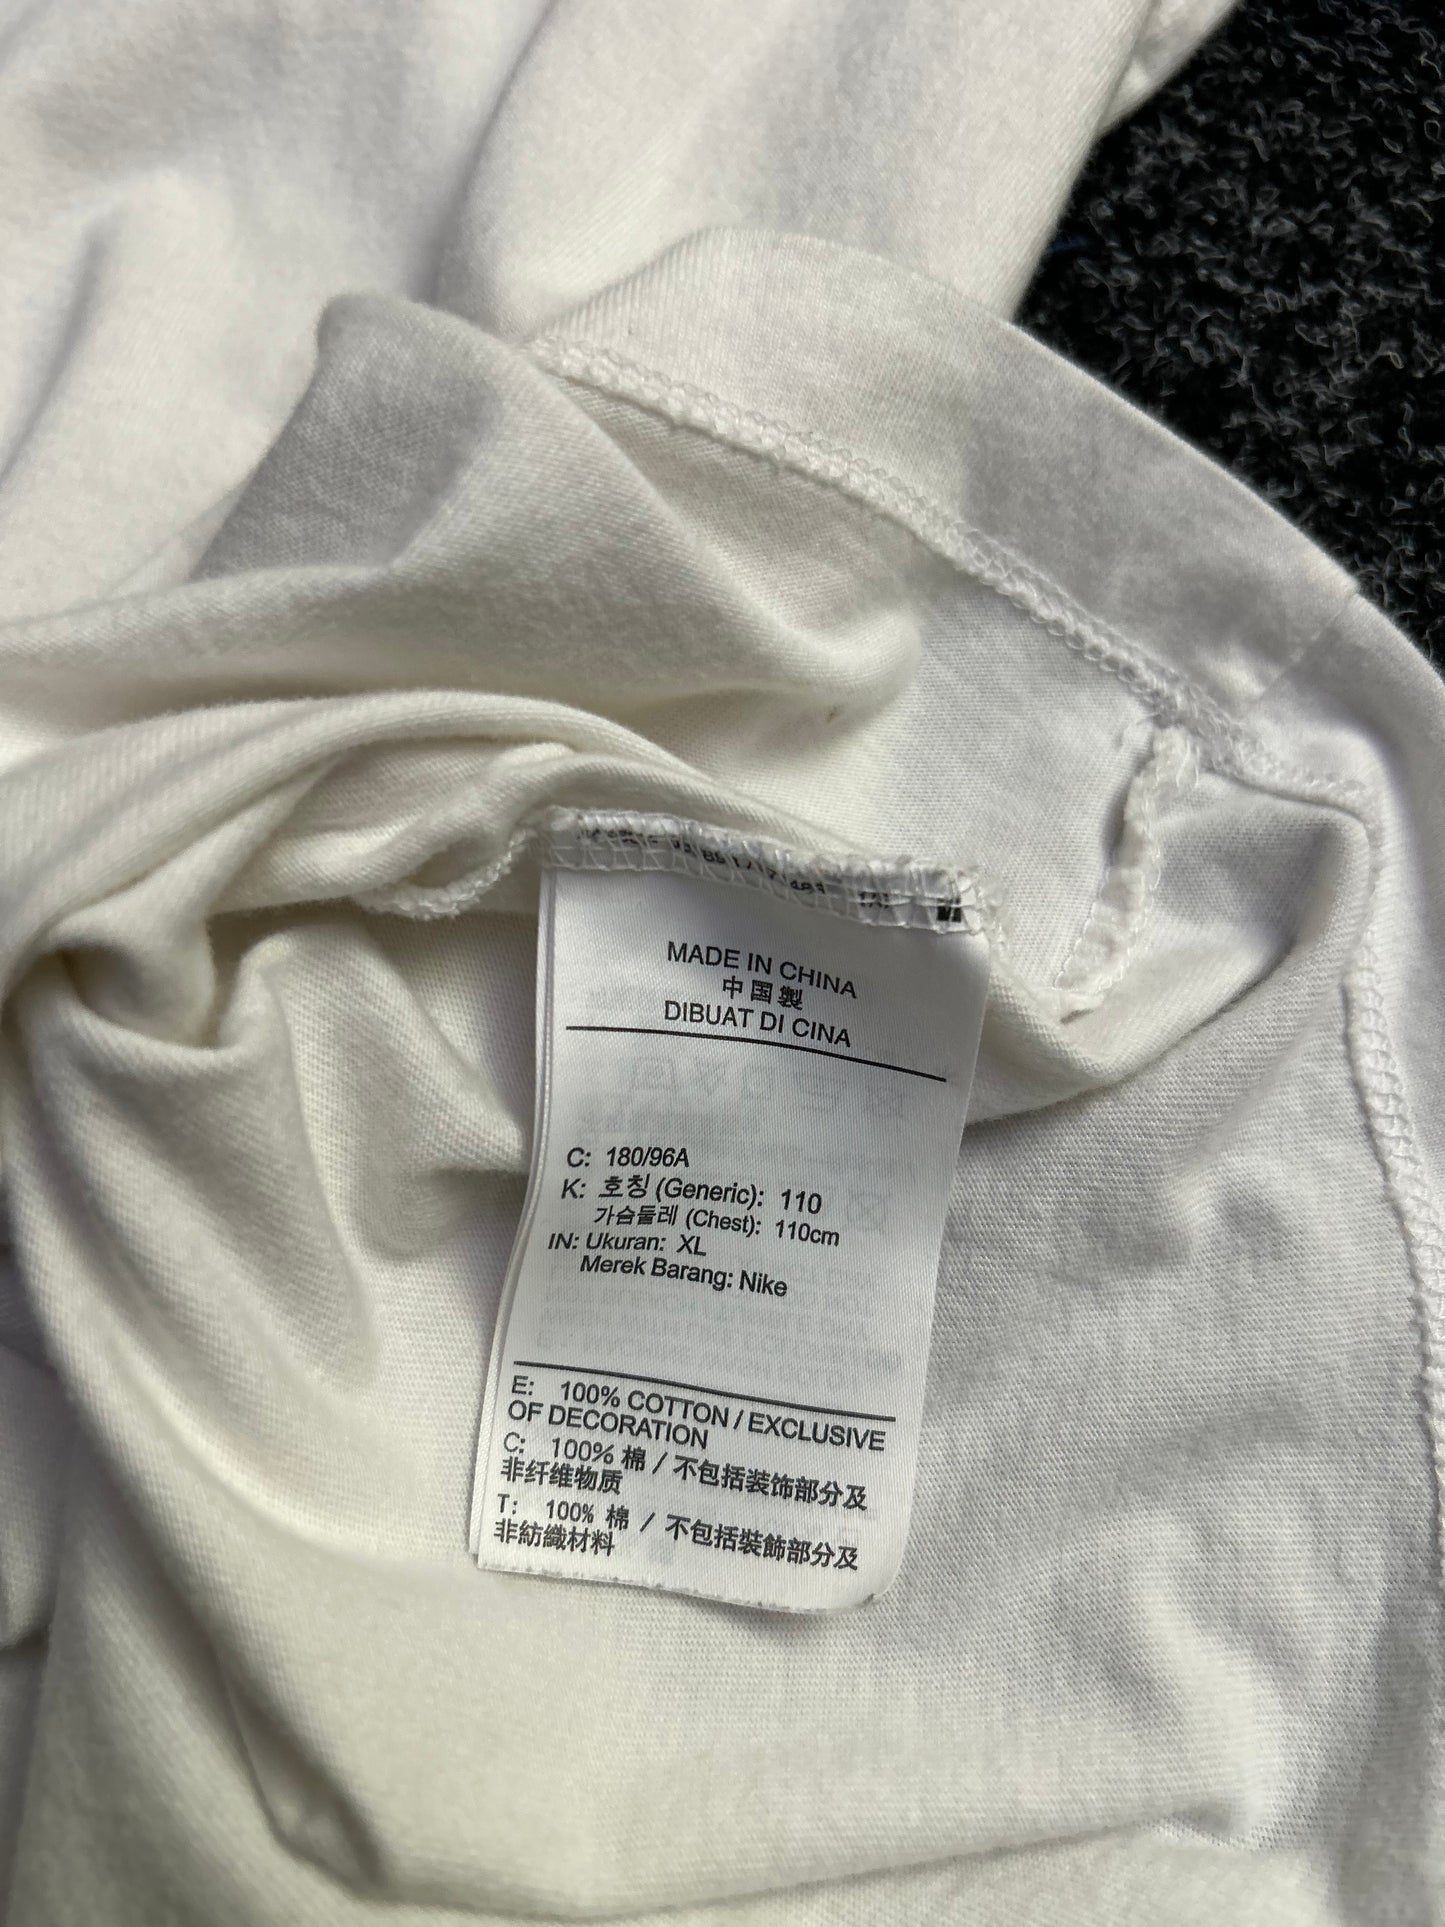 MADE IN CHINA
中国製
DIBUAT DI CINA
C: 180/96A
K: 호칭 (Generic): 110
가슴둘레 (Chest): 110cm
IN: Ukuran: XL
Merek Barang: Nike
E: 100% COTTON / EXCLUSIVE
OF DECORATION
C: 100% 棉 / 不包括装饰部分及
非纤维物质
T: 100% 棉 / 不包括裝飾部分及
非紡織材料